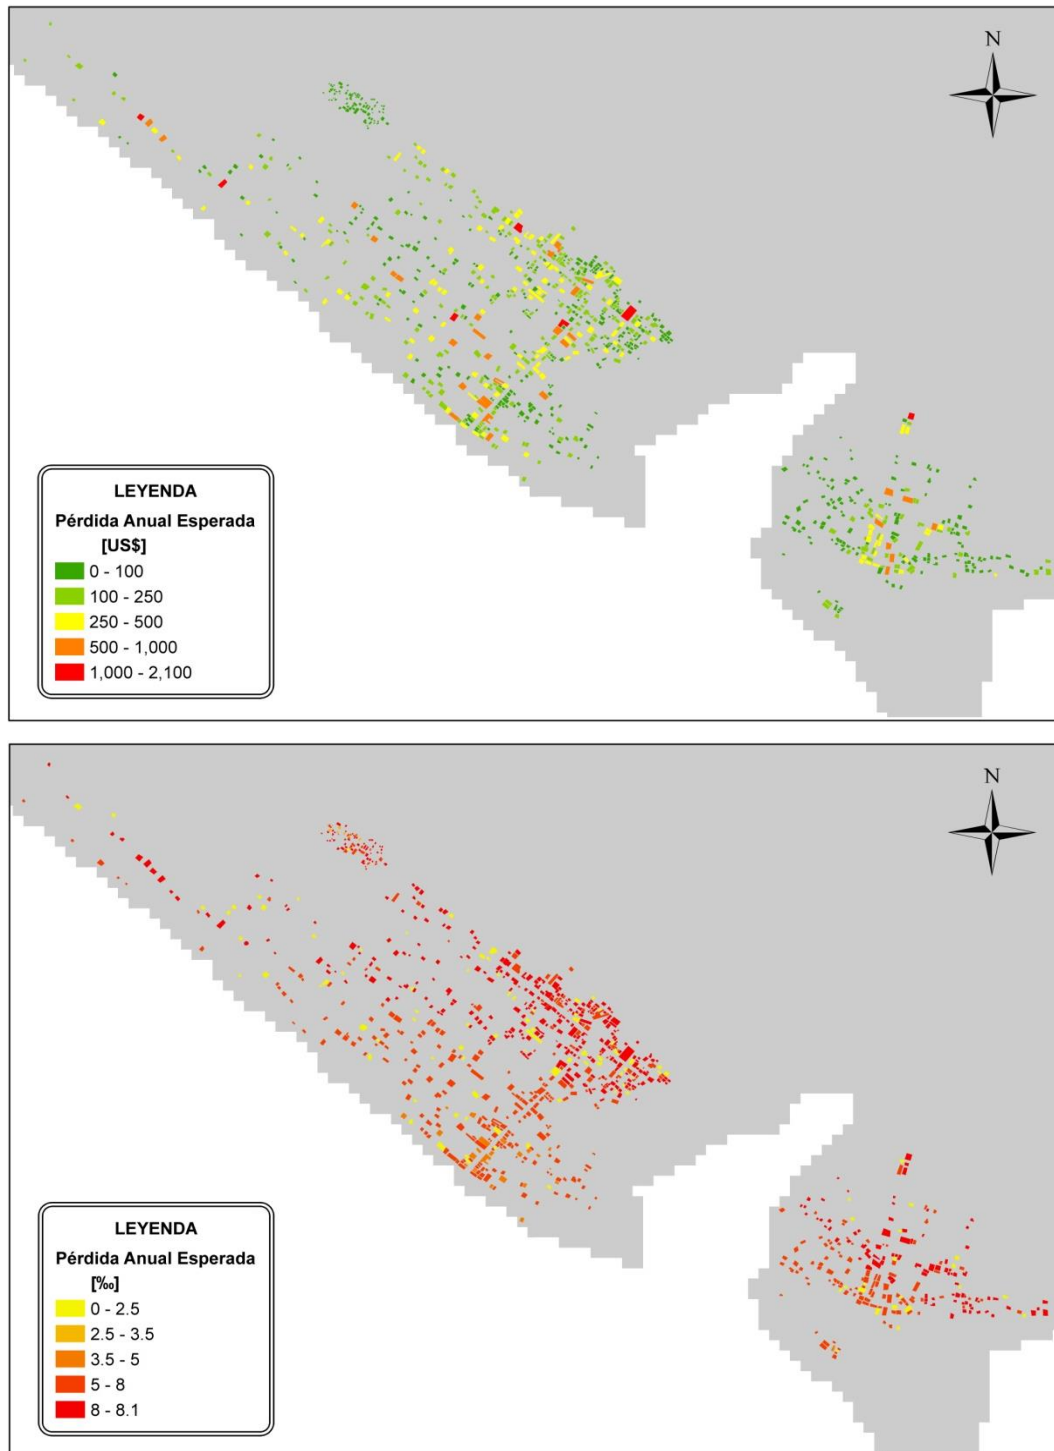 N
LEYENDA
Pérdida Anual Esperada
[US$]
0 - 100
100 - 250
250 - 500
500 - 1,000
1,000 - 2,100
N
LEYENDA
Pérdida Anual Esperada
[‰]
0 - 2.5
2.5 - 3.5
3.5 - 5
5 - 8
8 - 8.1